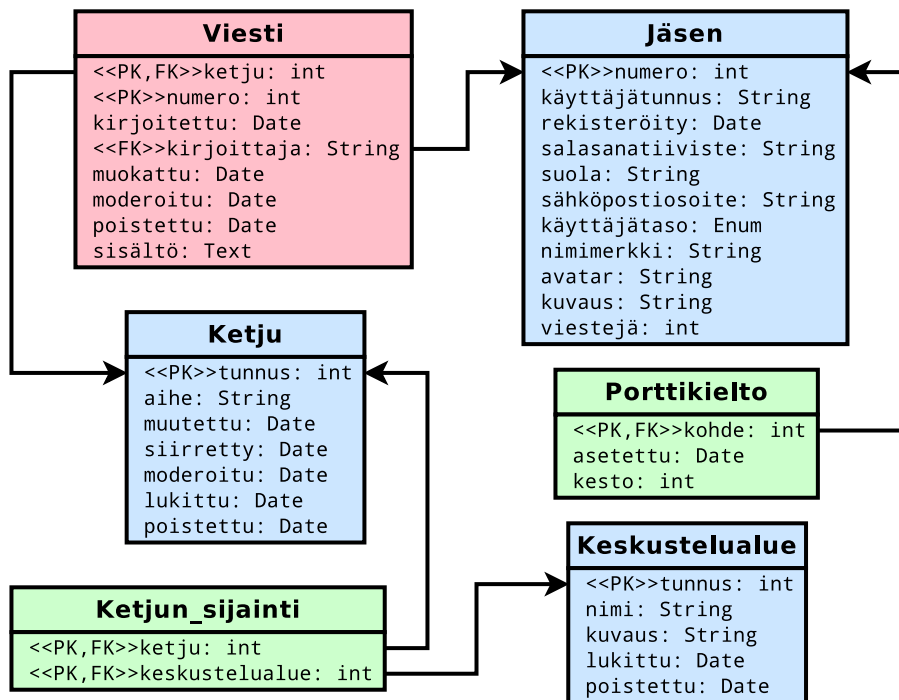 Viesti
<<PK,FK>>ketju: int
<<PK>>numero: int
kirjoitettu: Date
<<FK>>kirjoittaja: String
muokattu: Date
moderoitu: Date
poistettu: Date
sisältö: Text
Jäsen
<<PK>>numero: int
käyttäjätunnus: String
rekisteröity: Date
salasanatiiviste: String
suola: String
sähköpostiosoite: String
käyttäjätaso: Enum
nimimerkki: String
avatar: String
kuvaus: String
viestejä: int
Ketju
<<PK>>tunnus: int
aihe: String
muutettu: Date
siirretty: Date
moderoitu: Date
lukittu: Date
poistettu: Date
Porttikielto
<<PK,FK>>kohde: int
asetettu: Date
kesto: int
Ketjun_sijainti
<<PK,FK>>ketju: int
<<PK,FK>>keskustelualue: int
Keskustelualue
<<PK>>tunnus: int
nimi: String
kuvaus: String
lukittu: Date
poistettu: Date